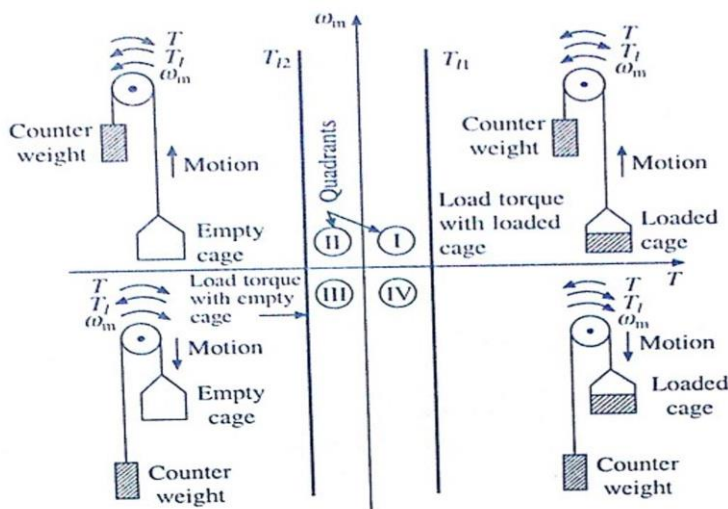 ωm
T
Tl
ωm
Tl2
Tl1
T
Tl
ωm
Counter
weight
Motion
Quadrants
Counter
weight
Motion
Empty
cage
II
I
Load torque
with loaded
cage
Loaded
cage
T
T
Tl
ωm
Load torque
with empty
cage
III
IV
T
Tl
ωm
Motion
Empty
cage
Motion
Loaded
cage
Counter
weight
Counter
weight